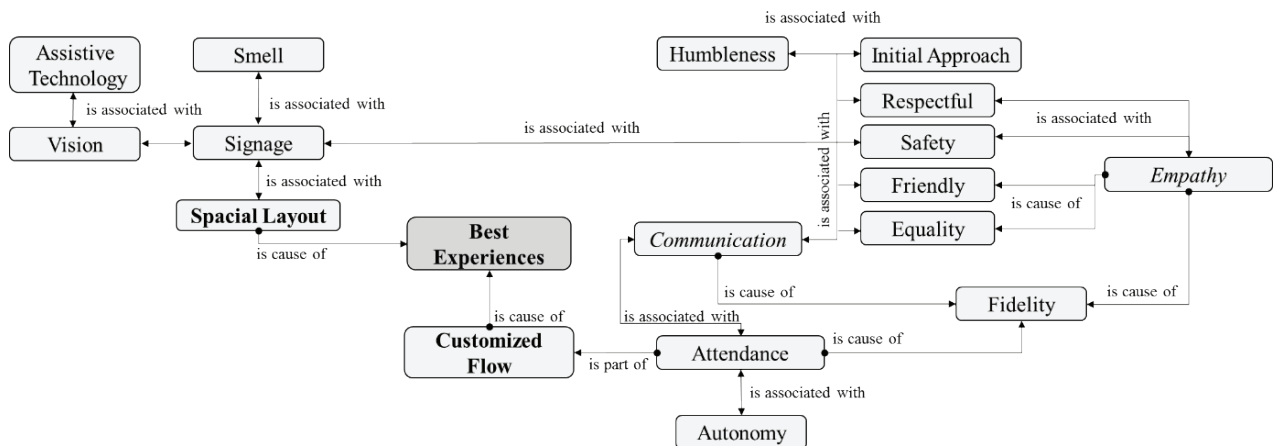 is associated with
Assistive
Technology
Smell
Humbleness
Initial Approach
is associated with
is associated with
Respectful
is associated with
Vision
Signage
is associated with
Safety
is associated with
is associated with
Friendly
Empathy
is cause of
Spacial Layout
Best
Experiences
Communication
Equality
is cause of
is cause of
is cause of
Fidelity
is cause of
is associated with
Customized
Flow
is part of
Attendance
is cause of
is associated with
Autonomy